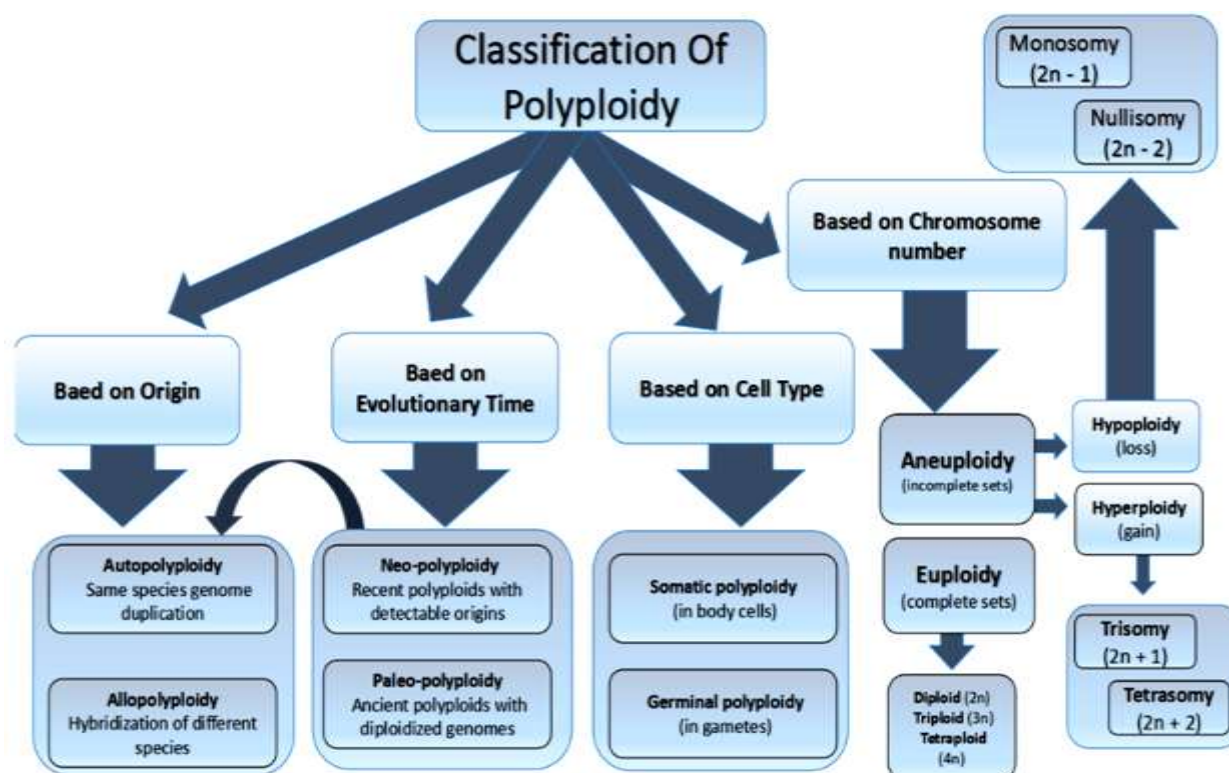 Classification Of
Polyploidy
Monosomy
(2n - 1)
Nullisomy
(2n - 2)
Based on Chromosome
number
Baed on Origin
Baed on
Evolutionary Time
Based on Cell Type
Aneuploidy
(incomplete sets)
Hypoploidy
(loss)
Hyperploidy
(gain)
Autopolyploidy
Same species genome
duplication
Allopolyploidy
Hybridization of different
species
Neo-polyploidy
Recent polyploids with
detectable origins
Paleo-polyploidy
Ancient polyploids with
diploidized genomes
Somatic polyploidy
(in body cells)
Germinal polyploidy
(in gametes)
Euploidy
(complete sets)
Diploid (2n)
Triploid (3n)
Tetraploid
(4n)
Trisomy
(2n + 1)
Tetrasomy
(2n + 2)